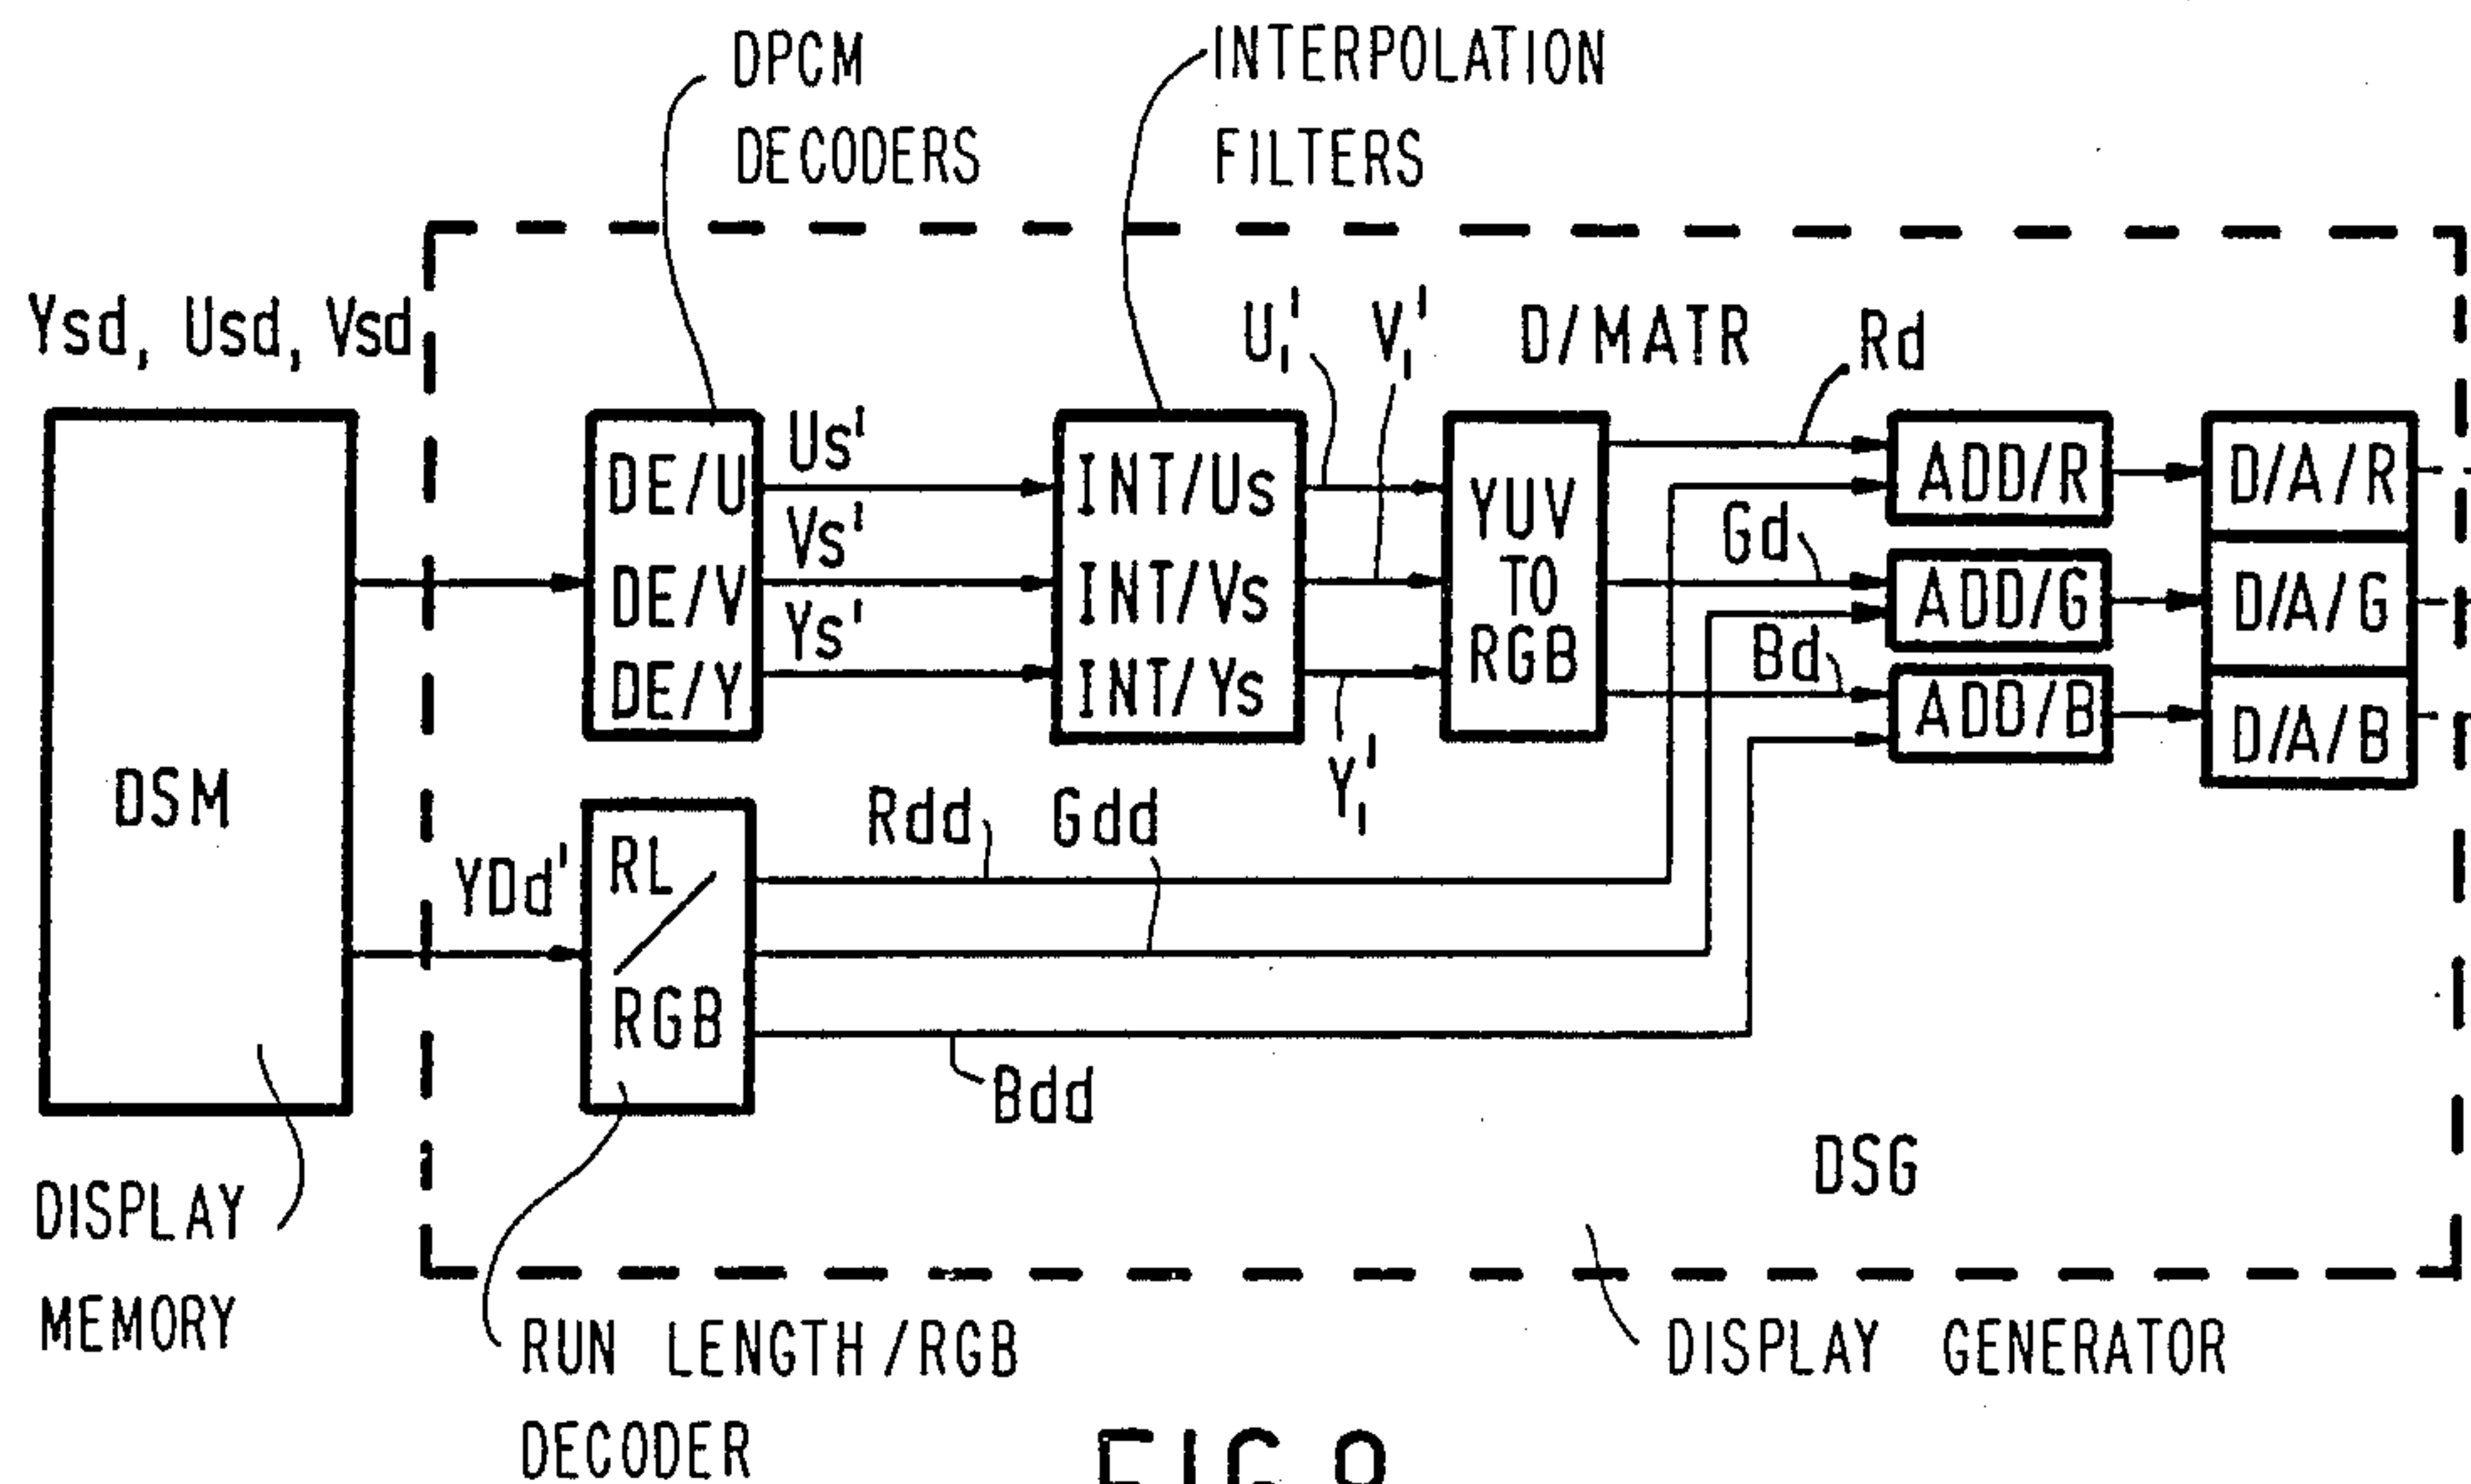 DPCM
DECODERS
INTERPOLATION
FILTERS
Ysd, Usd, Vsd
U₁'
V₁'
D/MATR
Rd
DSM
DE/U
DE/V
DE/Y
Us'
Vs'
Ys'
INT/Us
INT/Vs
INT/Ys
Y₁'
YUV
TO
RGB
Gd
Bd
ADD/R
ADD/G
ADD/B
D/A/R
D/A/G
D/A/B
YDd'
RL
/
RGB
Rdd
Gdd
Bdd
DSG
DISPLAY
MEMORY
RUN LENGTH/RGB
DECODER
DISPLAY GENERATOR